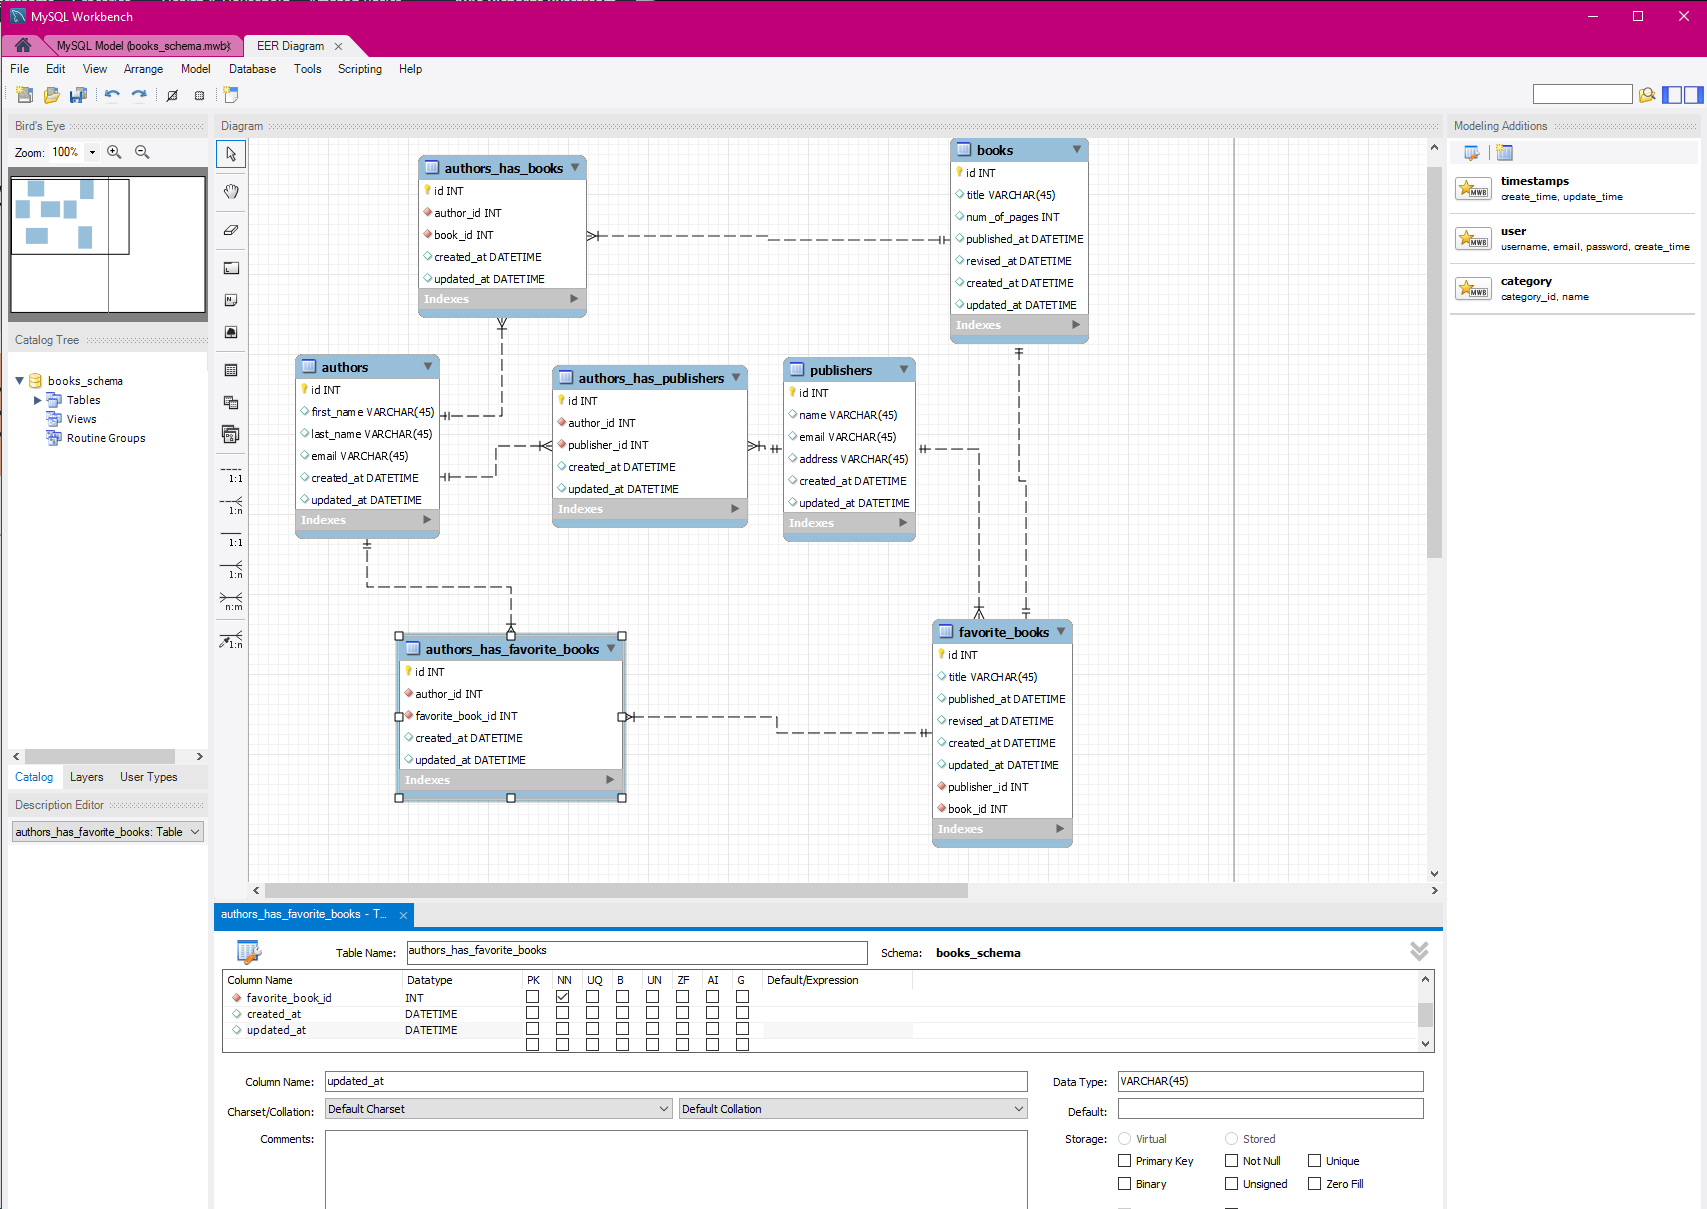 MySQL Workbench
MySQL Model (books_schema.mwb)
EER Diagram
File Edit View Arrange Model Database Tools Scripting Help
Bird's Eye
Zoom: 100%
Catalog Tree
books_schema
Tables
Views
Routine Groups
Catalog Layers User Types
Description Editor
authors_has_favorite_books: Table
Diagram
1:1
1:n
1:1
1:n
n:m
1:n
authors_has_books
id INT
author_id INT
book_id INT
created_at DATETIME
updated_at DATETIME
Indexes
books
id INT
title VARCHAR(45)
num_of_pages INT
published_at DATETIME
revised_at DATETIME
created_at DATETIME
updated_at DATETIME
Indexes
authors
id INT
first_name VARCHAR(45)
last_name VARCHAR(45)
email VARCHAR(45)
created_at DATETIME
updated_at DATETIME
Indexes
authors_has_publishers
id INT
author_id INT
publisher_id INT
created_at DATETIME
updated_at DATETIME
Indexes
publishers
id INT
name VARCHAR(45)
email VARCHAR(45)
address VARCHAR(45)
created_at DATETIME
updated_at DATETIME
Indexes
authors_has_favorite_books
id INT
author_id INT
favorite_book_id INT
created_at DATETIME
updated_at DATETIME
Indexes
favorite_books
id INT
title VARCHAR(45)
published_at DATETIME
revised_at DATETIME
created_at DATETIME
updated_at DATETIME
publisher_id INT
book_id INT
Indexes
Modeling Additions
MWB
timestamps
create_time, update_time
MWB
user
username, email, password, create_time
MWB
category
category_id, name
authors_has_favorite_books - T...
Table Name: authors_has_favorite_books Schema: books_schema
Column Name Datatype PK NN UQ B UN ZF AI G Default/Expression
favorite_book_id INT
created_at DATETIME
updated_at DATETIME
Column Name: updated_at Data Type: VARCHAR(45)
Charset/Collation: Default Charset Default Collation Default:
Comments: Storage: Virtual Stored
Primary Key Not Null Unique
Binary Unsigned Zero Fill